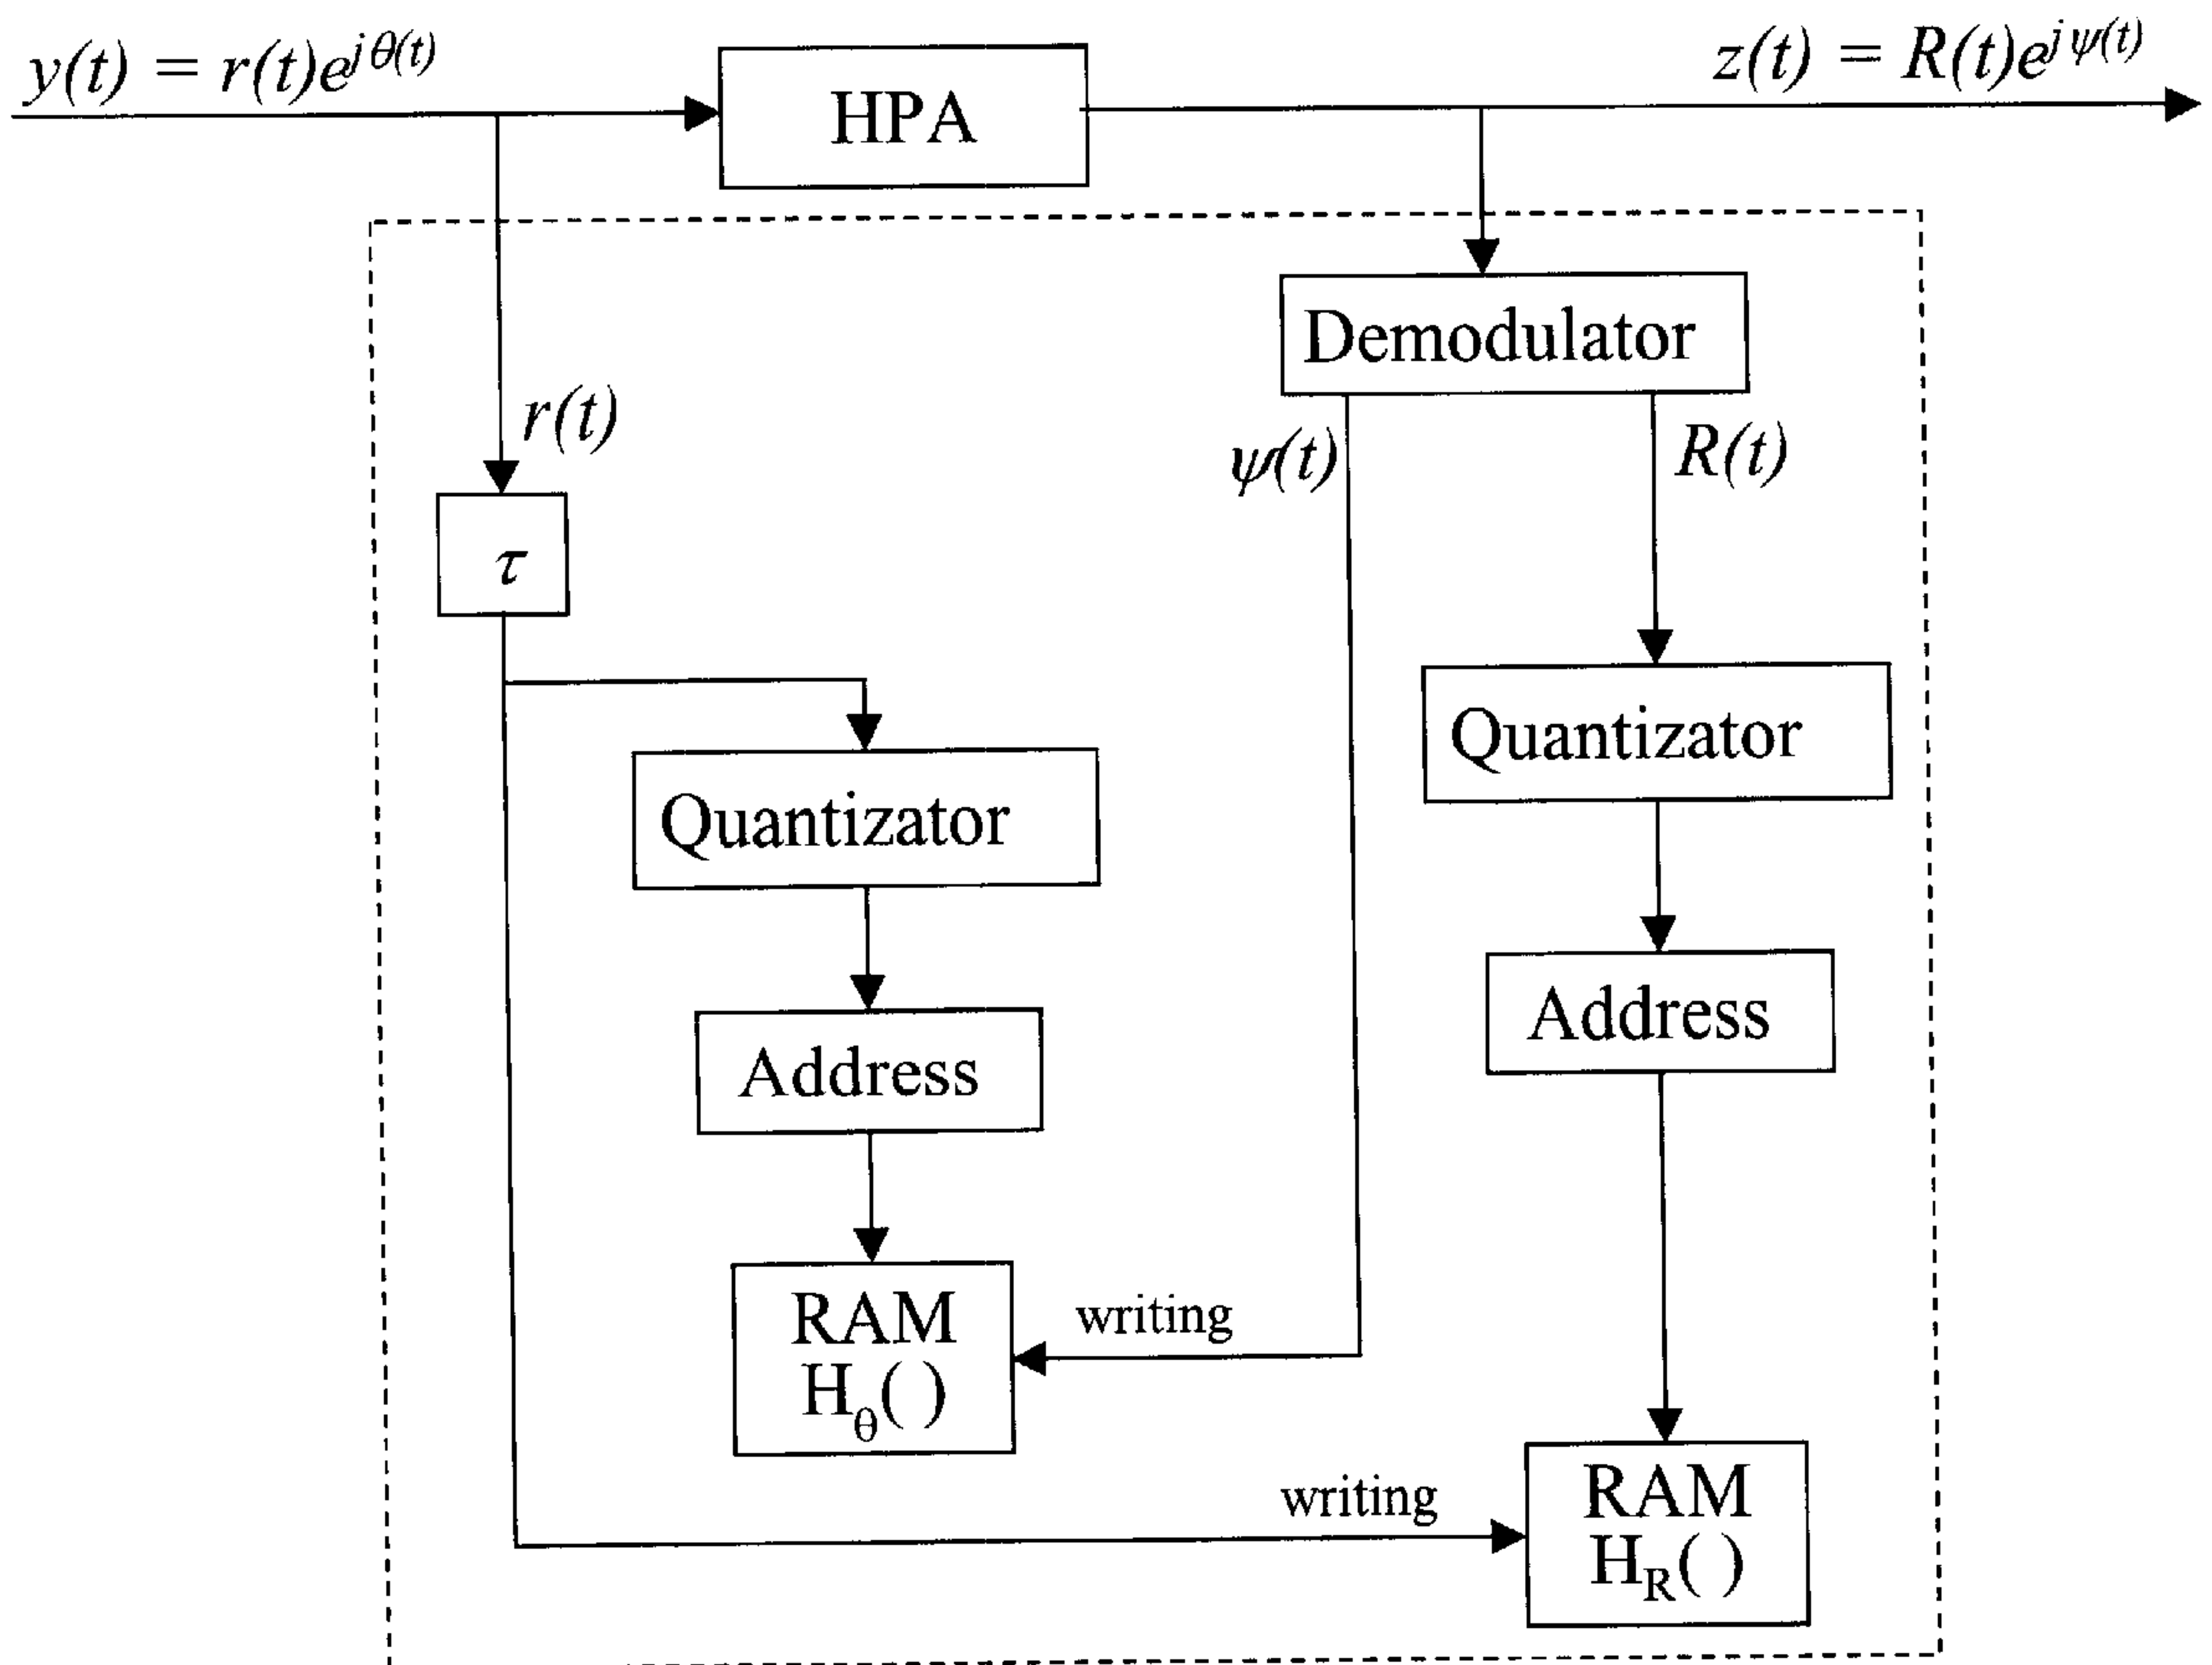 y(t) = r(t)e^{jθ(t)}
HPA
z(t) = R(t)e^{jψ(t)}
Demodulator
r(t)
ψ(t)
R(t)
τ
Quantizator
Quantizator
Address
Address
RAM
H_θ( )
writing
writing
RAM
H_R( )